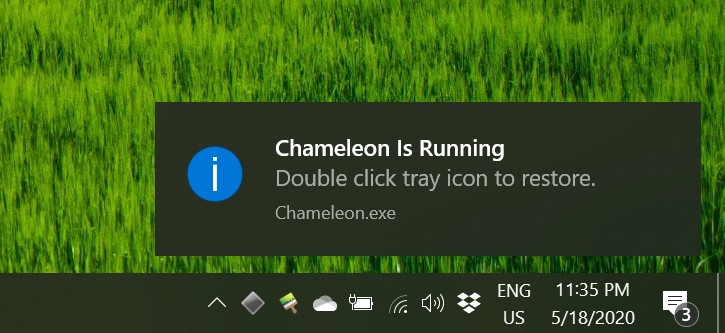 Chameleon Is Running
Double click tray icon to restore.
Chameleon.exe
ENG
US
11:35 PM
5/18/2020
3